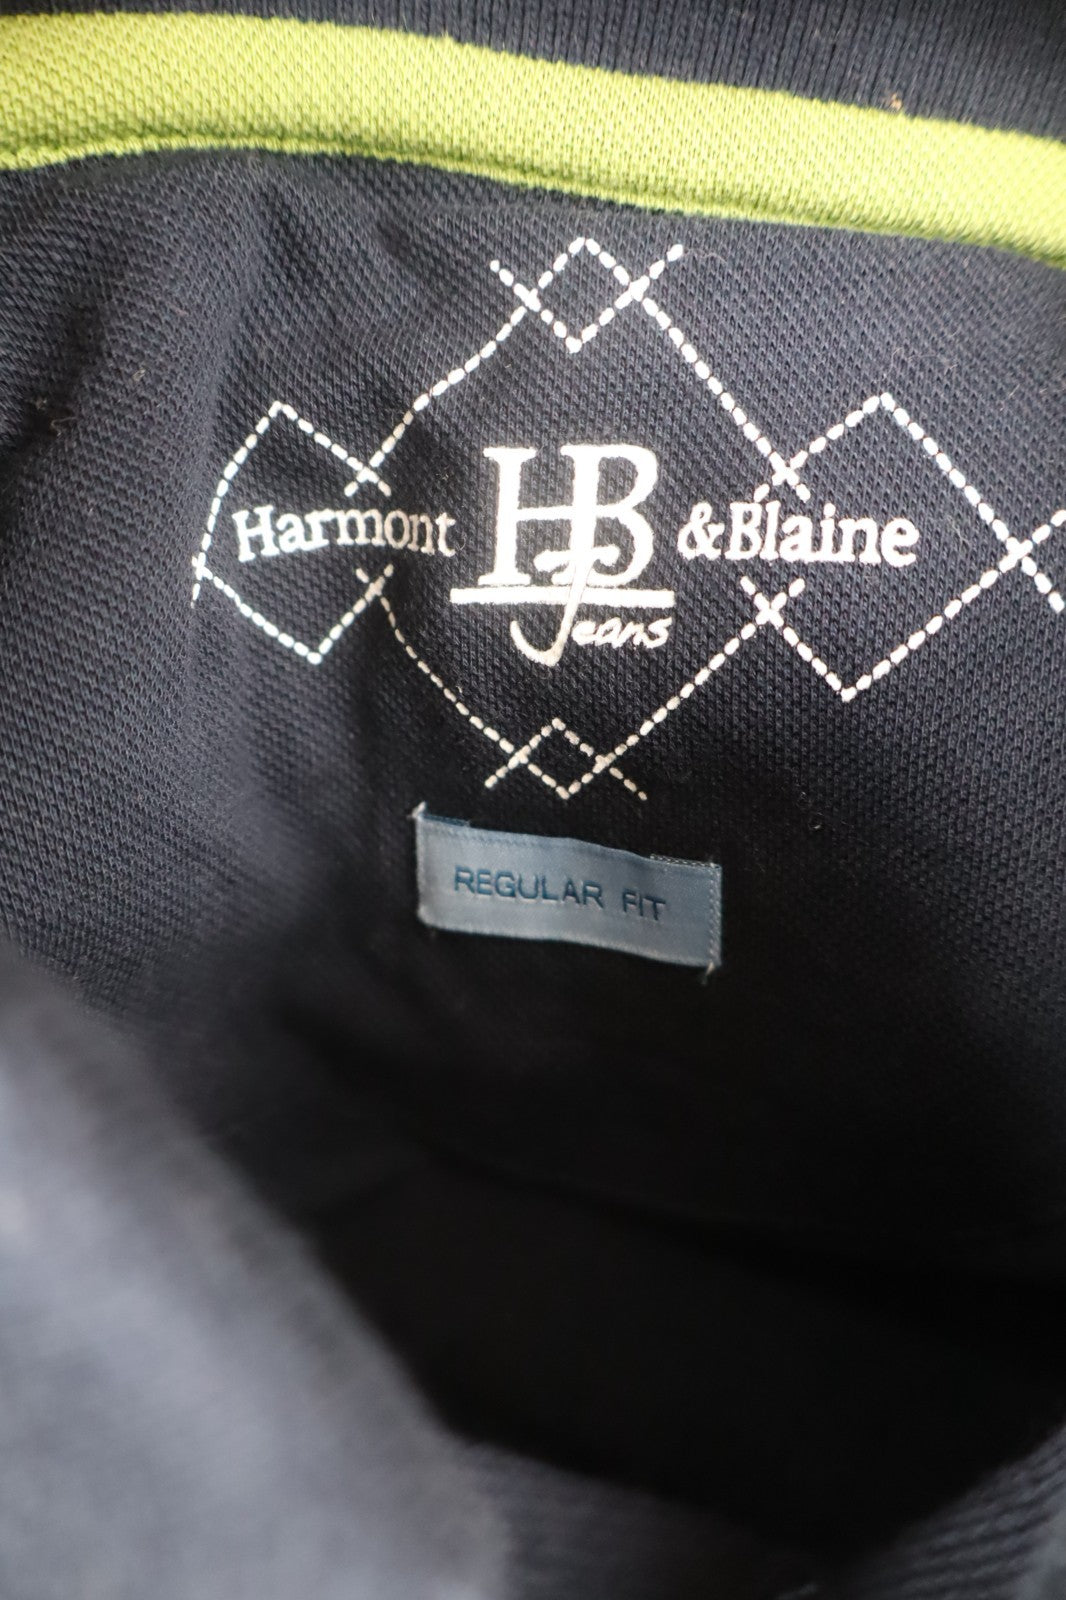 Harmont HB & Blaine
Jeans
REGULAR FIT